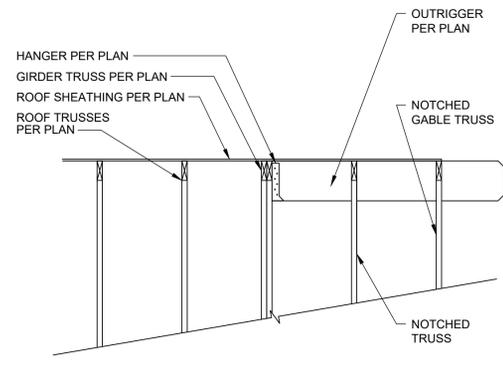 OUTRIGGER
PER PLAN
HANGER PER PLAN
GIRDER TRUSS PER PLAN
ROOF SHEATHING PER PLAN
ROOF TRUSSES
PER PLAN
NOTCHED
GABLE TRUSS
NOTCHED
TRUSS